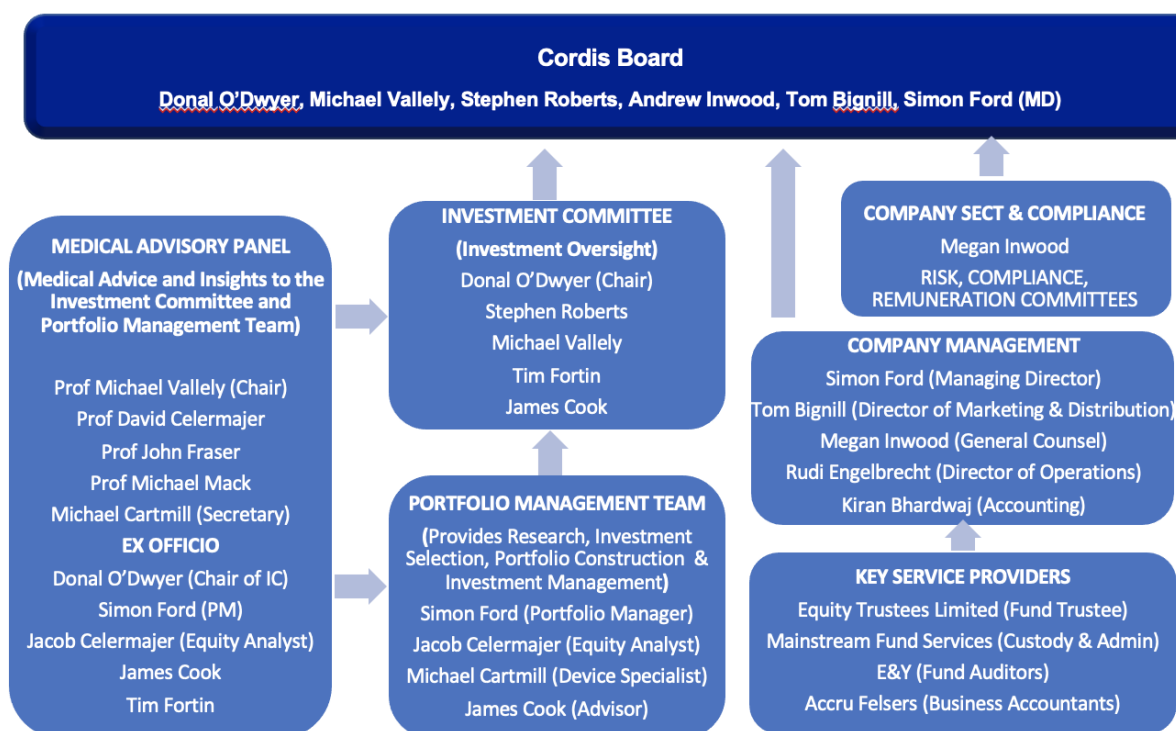 Cordis Board
Donal O’Dwyer, Michael Vallely, Stephen Roberts, Andrew Inwood, Tom Bignill, Simon Ford (MD)
MEDICAL ADVISORY PANEL
(Medical Advice and Insights to the
Investment Committee and
Portfolio Management Team)
Prof Michael Vallely (Chair)
Prof David Celermajer
Prof John Fraser
Prof Michael Mack
Michael Cartmill (Secretary)
EX OFFICIO
Donal O’Dwyer (Chair of IC)
Simon Ford (PM)
Jacob Celermajer (Equity Analyst)
James Cook
Tim Fortin
INVESTMENT COMMITTEE
(Investment Oversight)
Donal O’Dwyer (Chair)
Stephen Roberts
Michael Vallely
Tim Fortin
James Cook
PORTFOLIO MANAGEMENT TEAM
(Provides Research, Investment
Selection, Portfolio Construction &
Investment Management)
Simon Ford (Portfolio Manager)
Jacob Celermajer (Equity Analyst)
Michael Cartmill (Device Specialist)
James Cook (Advisor)
COMPANY SECT & COMPLIANCE
Megan Inwood
RISK, COMPLIANCE,
REMUNERATION COMMITTEES
COMPANY MANAGEMENT
Simon Ford (Managing Director)
Tom Bignill (Director of Marketing & Distribution)
Megan Inwood (General Counsel)
Rudi Engelbrecht (Director of Operations)
Kiran Bhardwaj (Accounting)
KEY SERVICE PROVIDERS
Equity Trustees Limited (Fund Trustee)
Mainstream Fund Services (Custody & Admin)
E&Y (Fund Auditors)
Accru Felsers (Business Accountants)